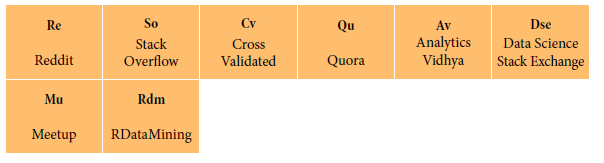 Re
Reddit
So
Stack
Overflow
Cv
Cross
Validated
Qu
Quora
Av
Analytics
Vidhya
Dse
Data Science
Stack Exchange
Mu
Meetup
Rdm
RDataMining